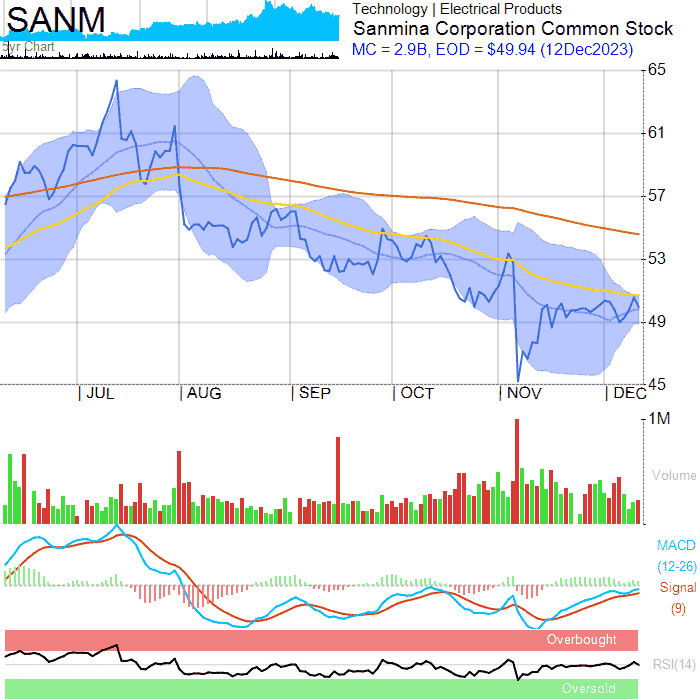 SANM
5yr Chart
Technology | Electrical Products
Sanmina Corporation Common Stock
MC = 2.9B, EOD = $49.94 (12Dec2023)
65
61
57
53
49
45
| JUL | AUG | SEP | OCT | NOV | DEC
1M
Volume
MACD
(12-26)
Signal
(9)
Overbought
RSI(14)
Oversold